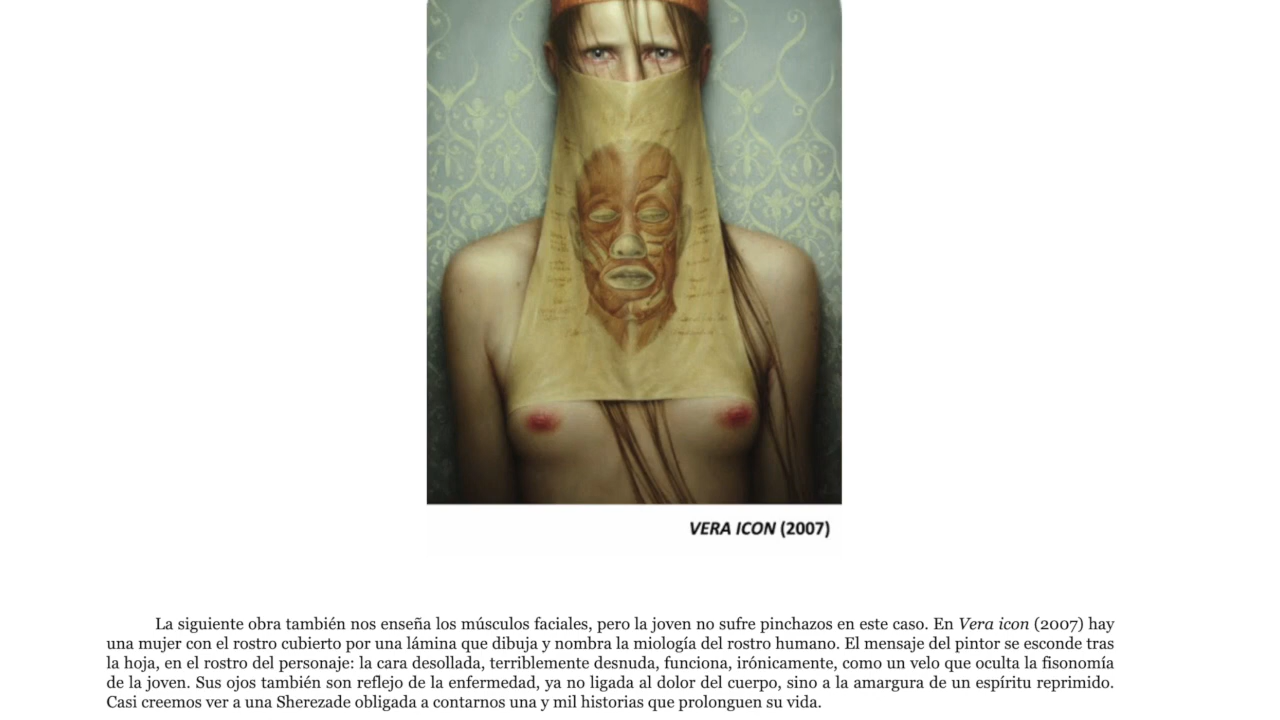 VERA ICON (2007)
La siguiente obra también nos enseña los músculos faciales, pero la joven no sufre pinchazos en este caso. En Vera icon (2007) hay
una mujer con el rostro cubierto por una lámina que dibuja y nombra la miología del rostro humano. El mensaje del pintor se esconde tras
la hoja, en el rostro del personaje: la cara desollada, terriblemente desnuda, funciona, irónicamente, como un velo que oculta la fisonomía
de la joven. Sus ojos también son reflejo de la enfermedad, ya no ligada al dolor del cuerpo, sino a la amargura de un espíritu reprimido.
Casi creemos ver a una Sherezade obligada a contarnos una y mil historias que prolonguen su vida.